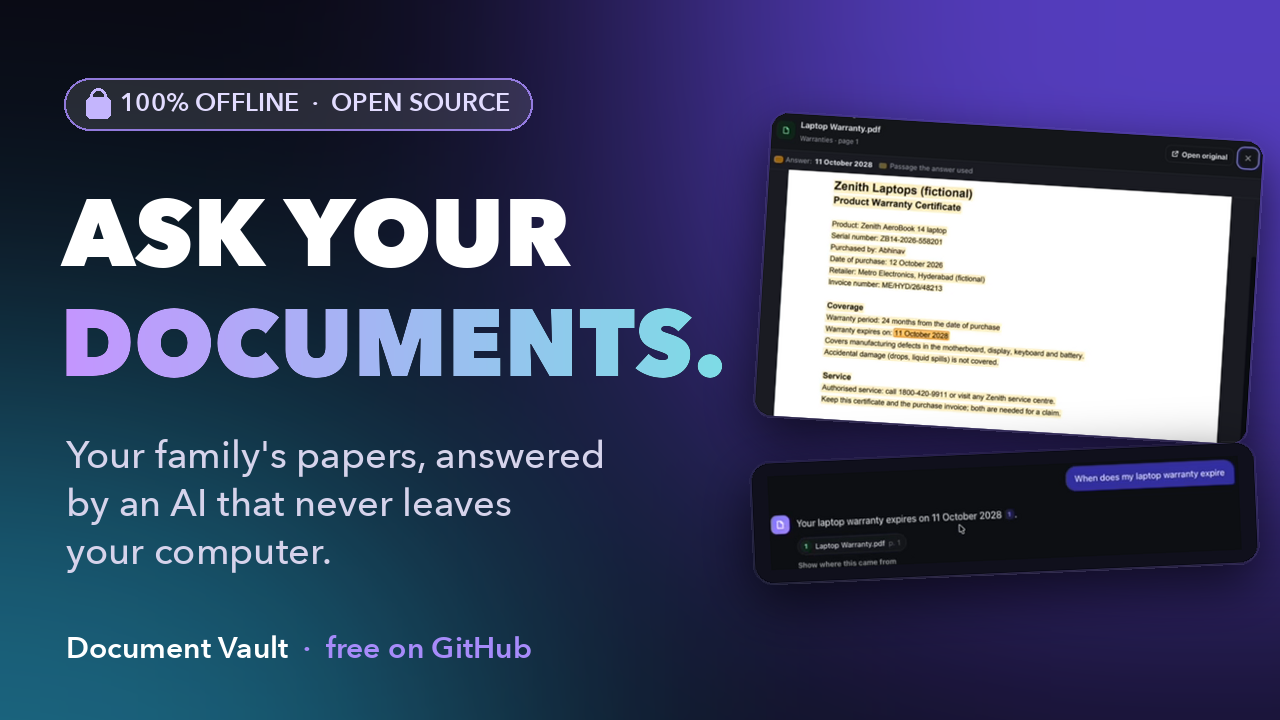 100% OFFLINE · OPEN SOURCE
ASK YOUR
DOCUMENTS.
Your family's papers, answered
by an AI that never leaves
your computer.
Document Vault · free on GitHub
Laptop Warranty.pdf
Warranties · page 1
Open original
Answer: 11 October 2028 Passage the answer used
Zenith Laptops (fictional)
Product Warranty Certificate
Product: Zenith AeroBook 14 laptop
Serial number: ZB14-2026-558201
Purchased by: Abhinav
Date of purchase: 12 October 2026
Retailer: Metro Electronics, Hyderabad (fictional)
Invoice number: ME/HYD/26/48213
Coverage
Warranty period: 24 months from the date of purchase
Warranty expires on: 11 October 2028
Covers manufacturing defects in the motherboard, display, keyboard and battery.
Accidental damage (drops, liquid spills) is not covered.
Service
Authorised service: call 1800-420-9911 or visit any Zenith service centre.
Keep this certificate and the purchase invoice; both are needed for a claim.
When does my laptop warranty expire
Your laptop warranty expires on 11 October 2028 1 .
1 Laptop Warranty.pdf p. 1
Show where this came from